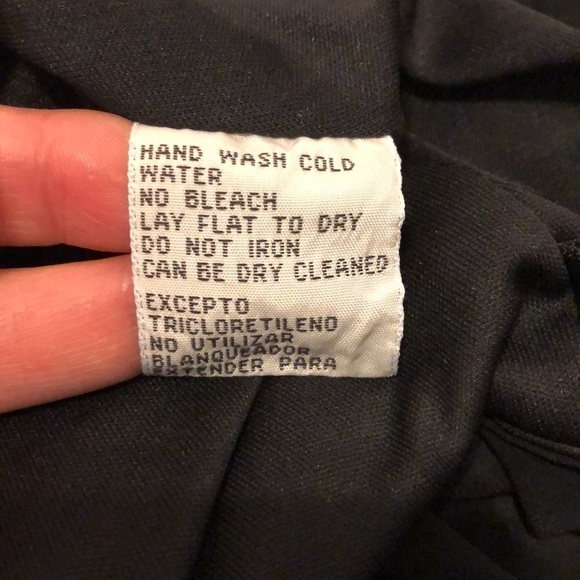 HAND WASH COLD
WATER
NO BLEACH
LAY FLAT TO DRY
DO NOT IRON
CAN BE DRY CLEANED
EXCEPTO
TRICLORETILENO
NO UTILIZAR
BLANQUEADOR
EXTENDER PARA